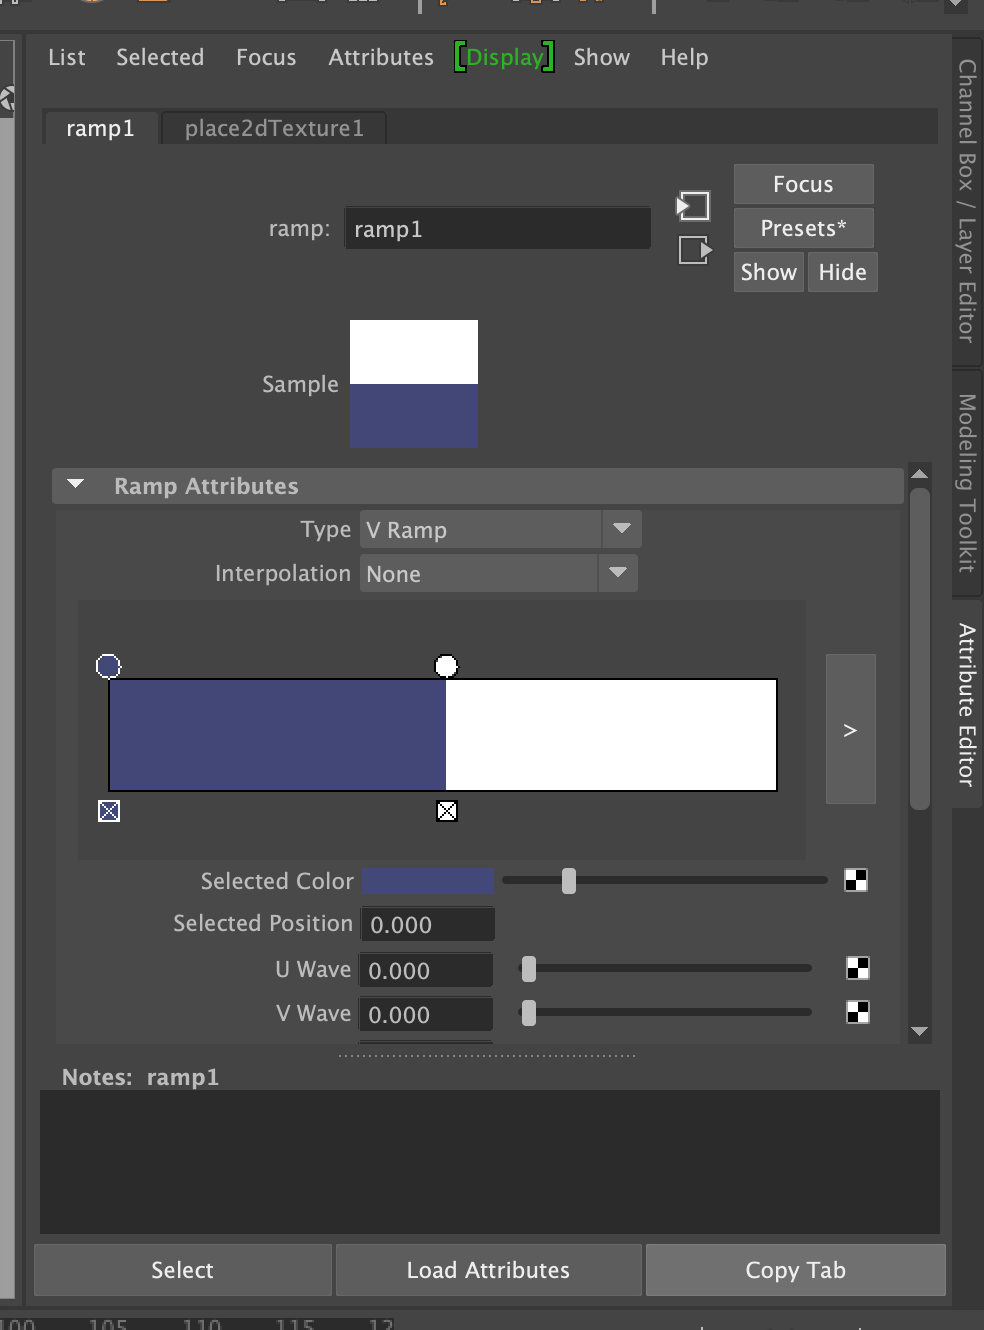 List Selected Focus Attributes [Display] Show Help
ramp1 place2dTexture1
Focus
ramp: ramp1
Presets*
Show Hide
Sample
Ramp Attributes
Type V Ramp
Interpolation None
>
Selected Color
Selected Position 0.000
U Wave 0.000
V Wave 0.000
Notes: ramp1
Select Load Attributes Copy Tab
Channel Box / Layer Editor
Modeling Toolkit
Attribute Editor
100 105 110 115 12